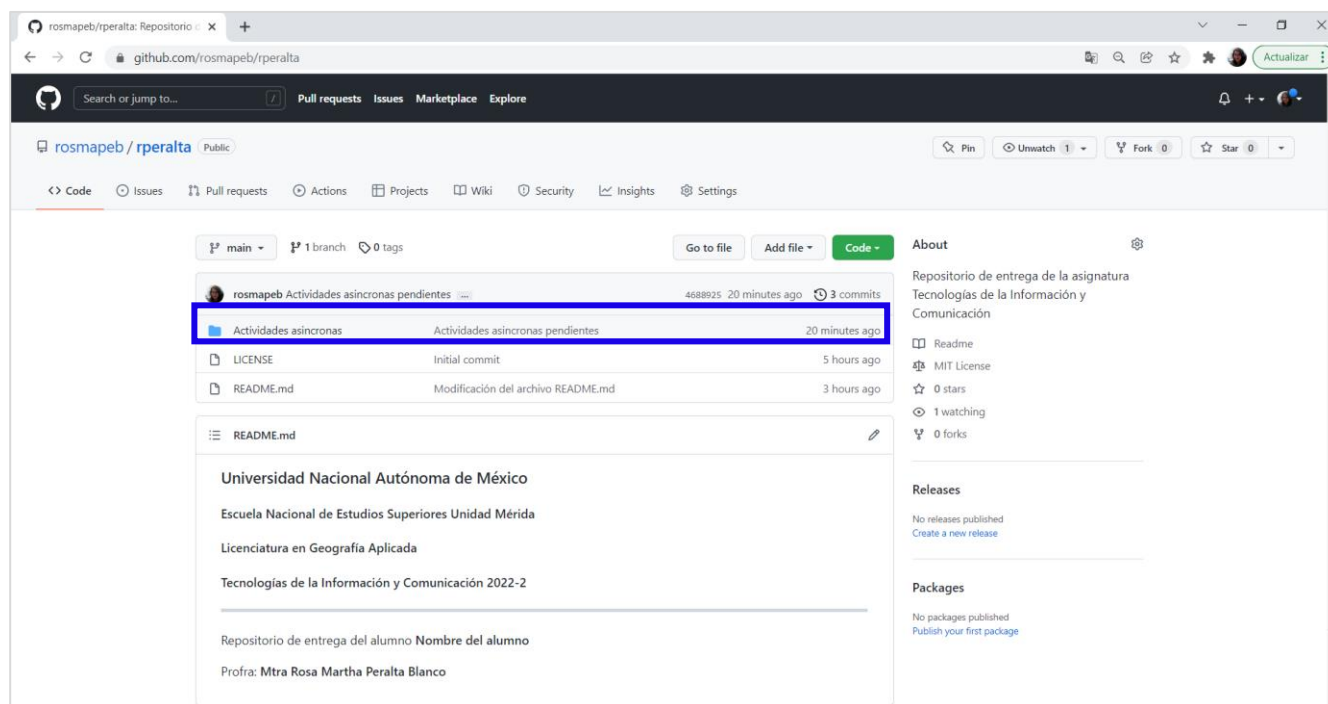 rosmapeb/rperalta: Repositorio
github.com/rosmapeb/rperalta
Actualizar
Search or jump to... / Pull requests Issues Marketplace Explore
rosmapeb / rperalta Public
Pin Unwatch 1 Fork 0 Star 0
Code Issues Pull requests Actions Projects Wiki Security Insights Settings
main 1 branch 0 tags Go to file Add file Code
rosmapeb Actividades asincronas pendientes ... 4688925 20 minutes ago 3 commits
Actividades asincronas Actividades asincronas pendientes 20 minutes ago
LICENSE Initial commit 5 hours ago
README.md Modificación del archivo README.md 3 hours ago
README.md
Universidad Nacional Autónoma de México
Escuela Nacional de Estudios Superiores Unidad Mérida
Licenciatura en Geografía Aplicada
Tecnologías de la Información y Comunicación 2022-2
Repositorio de entrega del alumno Nombre del alumno
Profra: Mtra Rosa Martha Peralta Blanco
About
Repositorio de entrega de la asignatura
Tecnologías de la Información y
Comunicación
Readme
MIT License
0 stars
1 watching
0 forks
Releases
No releases published
Create a new release
Packages
No packages published
Publish your first package